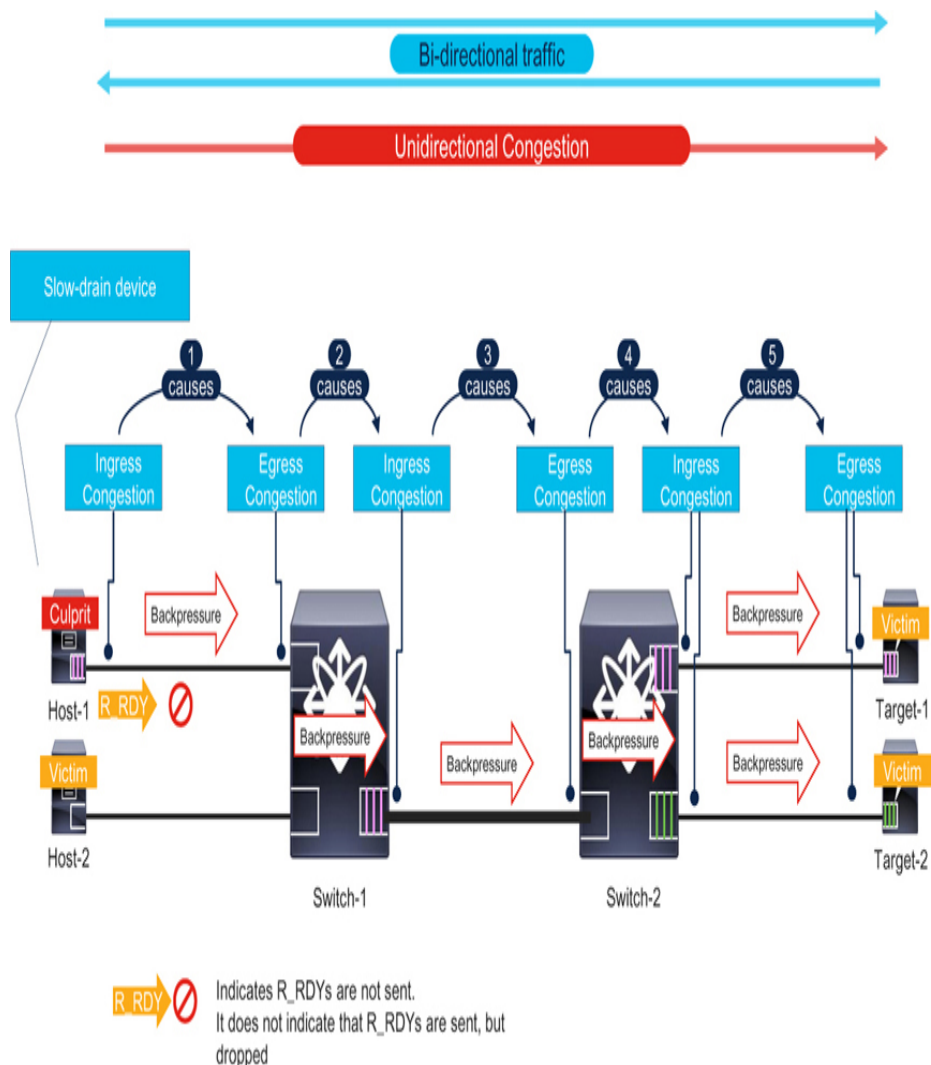 Bi-directional traffic
Unidirectional Congestion
Slow-drain device
1
causes
2
causes
3
causes
4
causes
5
causes
Ingress
Congestion
Egress
Congestion
Ingress
Congestion
Egress
Congestion
Ingress
Congestion
Egress
Congestion
Culprit
Backpressure
Backpressure
Victim
Host-1
R_RDY
Target-1
Backpressure
Backpressure
Victim
Backpressure
Backpressure
Victim
Host-2
Target-2
Switch-1
Switch-2
R_RDY
Indicates R_RDYs are not sent.
It does not indicate that R_RDYs are sent, but
dropped